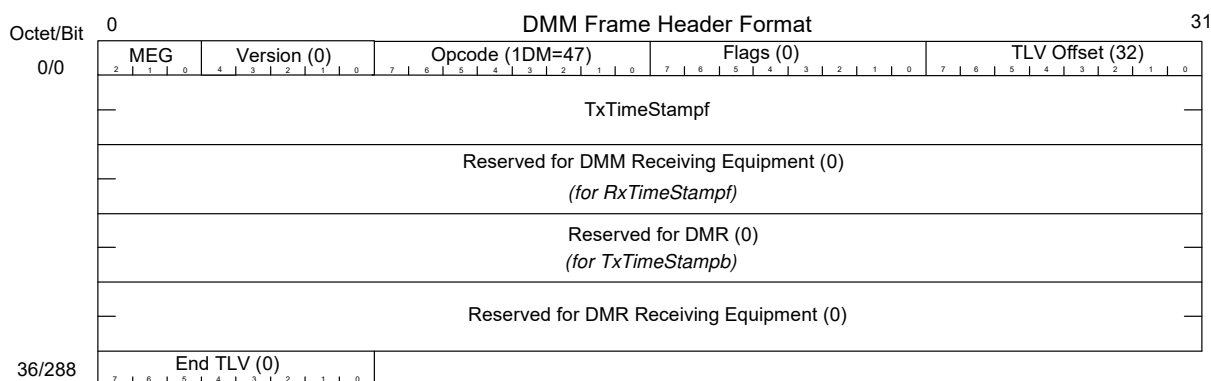 DMM Frame Header Format
Octet/Bit 0 31
MEG Version (0) Opcode (1DM=47) Flags (0) TLV Offset (32)
0/0 2 1 0 4 3 2 1 0 7 6 5 4 3 2 1 0 7 6 5 4 3 2 1 0 7 6 5 4 3 2 1 0
TxTimeStampf
Reserved for DMM Receiving Equipment (0)
(for RxTimeStampf)
Reserved for DMR (0)
(for TxTimeStampb)
Reserved for DMR Receiving Equipment (0)
End TLV (0)
36/288 7 6 5 4 3 2 1 0